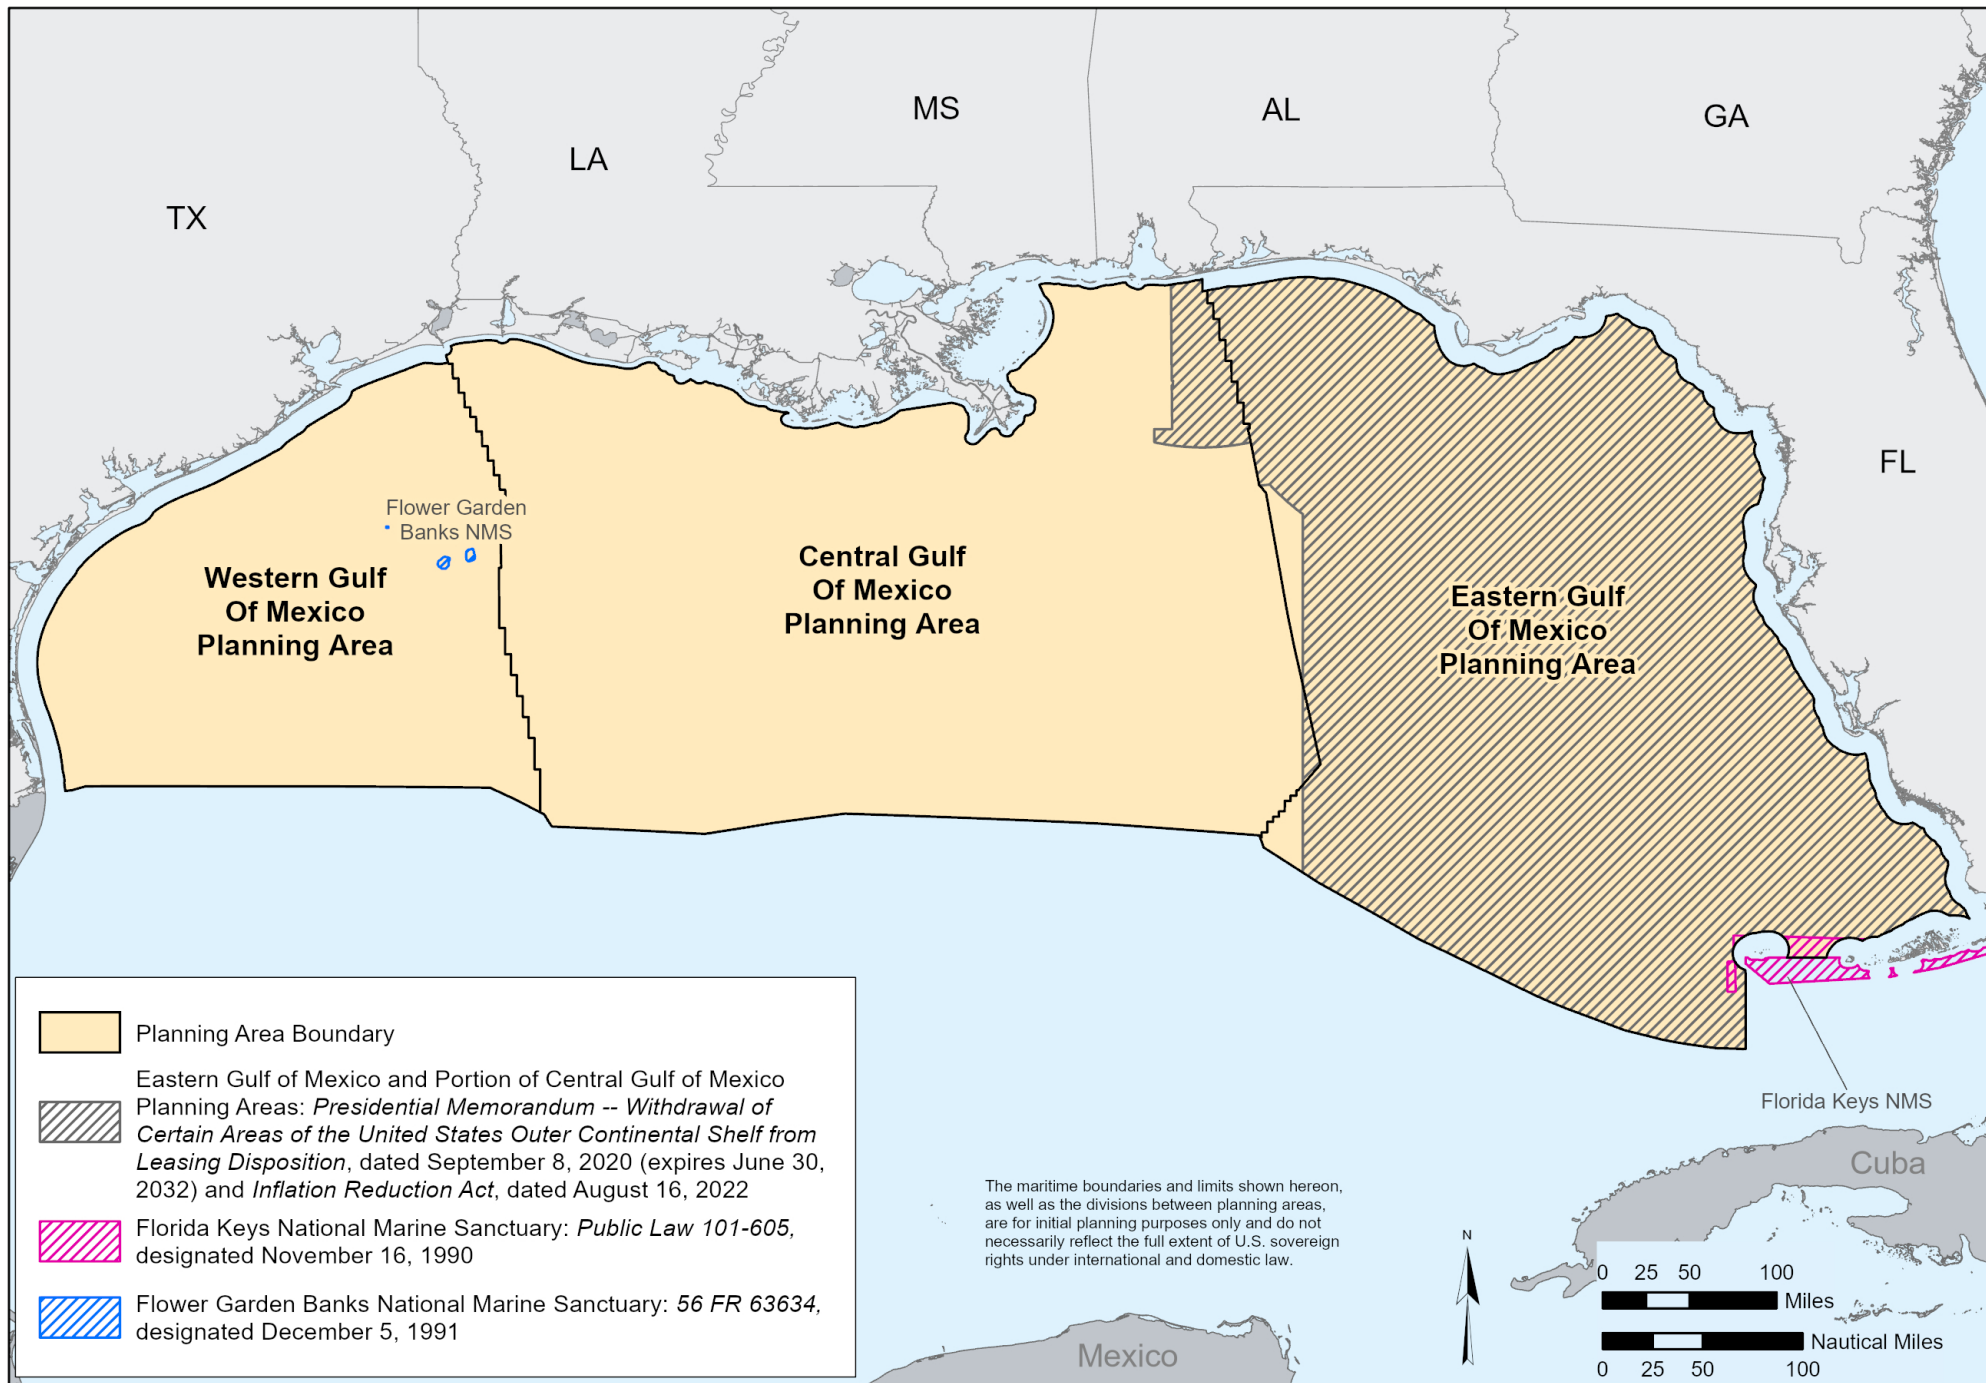 MS
AL
GA
LA
TX
FL
Flower Garden
Banks NMS
Western Gulf
Of Mexico
Planning Area
Central Gulf
Of Mexico
Planning Area
Eastern Gulf
Of Mexico
Planning Area
Florida Keys NMS
Cuba
Mexico
Planning Area Boundary
Eastern Gulf of Mexico and Portion of Central Gulf of Mexico
Planning Areas: Presidential Memorandum -- Withdrawal of
Certain Areas of the United States Outer Continental Shelf from
Leasing Disposition, dated September 8, 2020 (expires June 30,
2032) and Inflation Reduction Act, dated August 16, 2022
Florida Keys National Marine Sanctuary: Public Law 101-605,
designated November 16, 1990
Flower Garden Banks National Marine Sanctuary: 56 FR 63634,
designated December 5, 1991
The maritime boundaries and limits shown hereon,
as well as the divisions between planning areas,
are for initial planning purposes only and do not
necessarily reflect the full extent of U.S. sovereign
rights under international and domestic law.
N
0 25 50 100
Miles
Nautical Miles
0 25 50 100